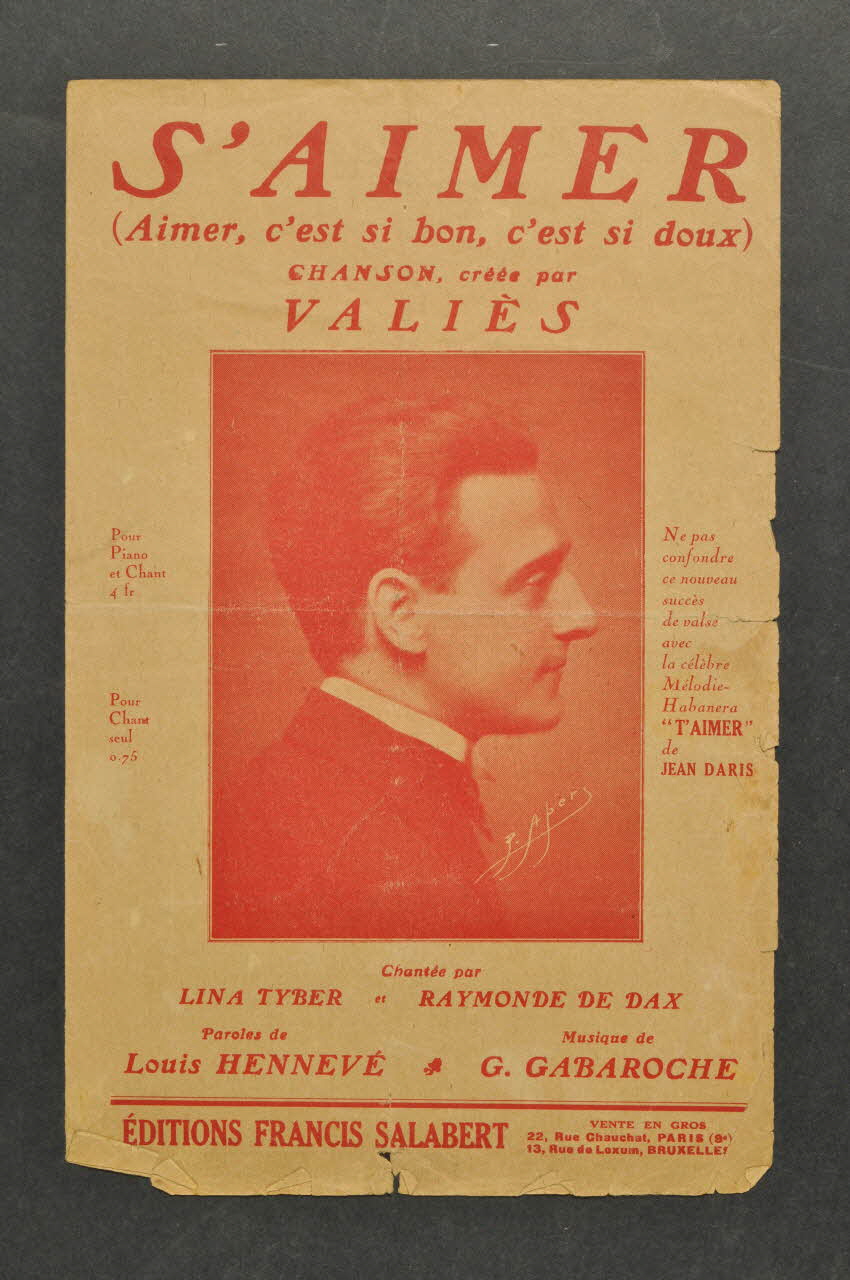 S'AIMER
(Aimer, c'est si bon, c'est si doux)
CHANSON, créée par
VALIÈS
Pour
Piano
et Chant
4 fr
Pour
Chant
seul
0.75
Ne pas
confondre
ce nouveau
succès
de valse
avec
la célèbre
Mélodie-
Habanera
"T'AIMER"
de
JEAN DARIS
Chantée par
LINA TYBER et RAYMONDE DE DAX
Paroles de
Louis HENNEVÉ
Musique de
G. GABAROCHE
ÉDITIONS FRANCIS SALABERT
VENTE EN GROS
22, Rue Chauchat, PARIS (9e)
13, Rue de Loxum, BRUXELLES